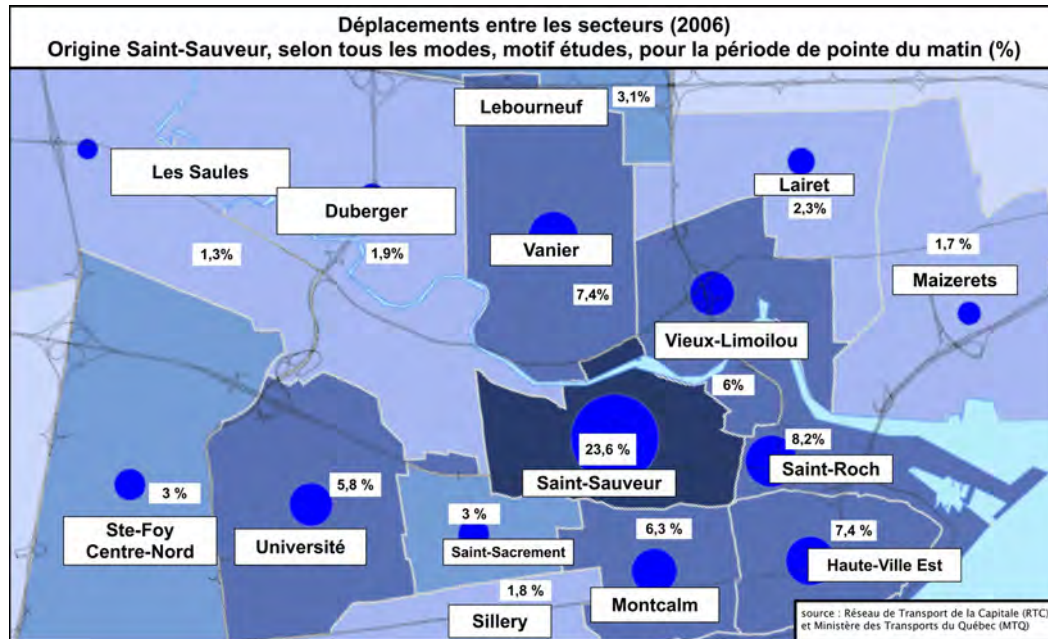 Déplacements entre les secteurs (2006)
Origine Saint-Sauveur, selon tous les modes, motif études, pour la période de pointe du matin (%)
Lebourneuf
3,1%
Les Saules
Duberger
1,3%
1,9%
Vanier
7,4%
Lairet
2,3%
1,7 %
Maizerets
Vieux-Limoilou
6%
23,6 %
Saint-Sauveur
8,2%
Saint-Roch
3 %
Ste-Foy
Centre-Nord
5,8 %
Université
3 %
Saint-Sacrement
6,3 %
Montcalm
7,4 %
Haute-Ville Est
1,8 %
Sillery
source : Réseau de Transport de la Capitale (RTC)
et Ministère des Transports du Québec (MTQ)